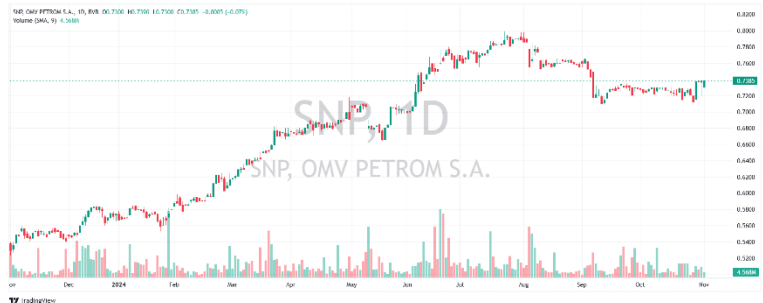 SNP, OMV PETROM S.A., 1D, BVB O0.7300 H0.7390 L0.7300 C0.7385 -0.0005 (-0.07%)
Volume (SMA, 9) 4.568M
0.8200
0.8000
0.7800
0.7600
0.7385
0.7200
0.7000
0.6800
0.6600
0.6400
0.6200
0.6000
0.5800
0.5600
0.5400
0.5200
4.568M
SNP, 1D
SNP, OMV PETROM S.A.
Dec 2024 Feb Mar Apr May Jun Jul Aug Sep Oct Nov
TradingView